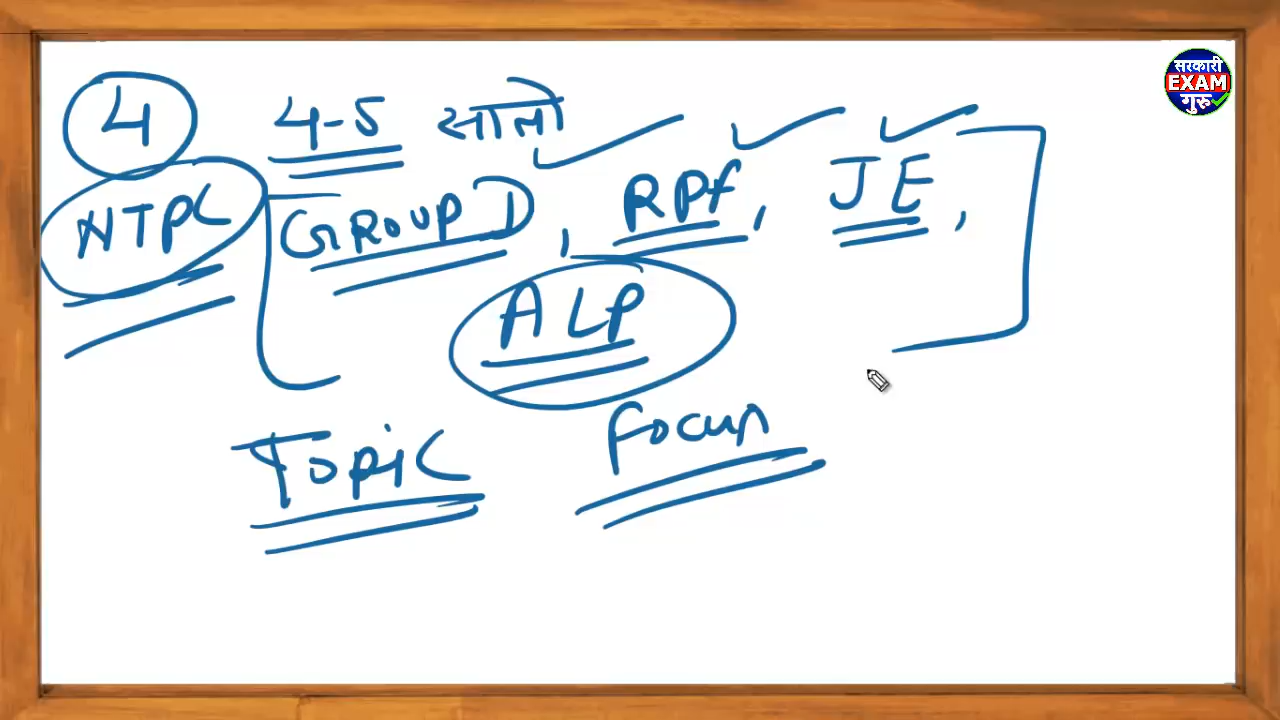 सरकारी
EXAM
गुरु
4 4-5 सालो
NTPC GROUP D, RPf, JE,
ALP
Topic Focus